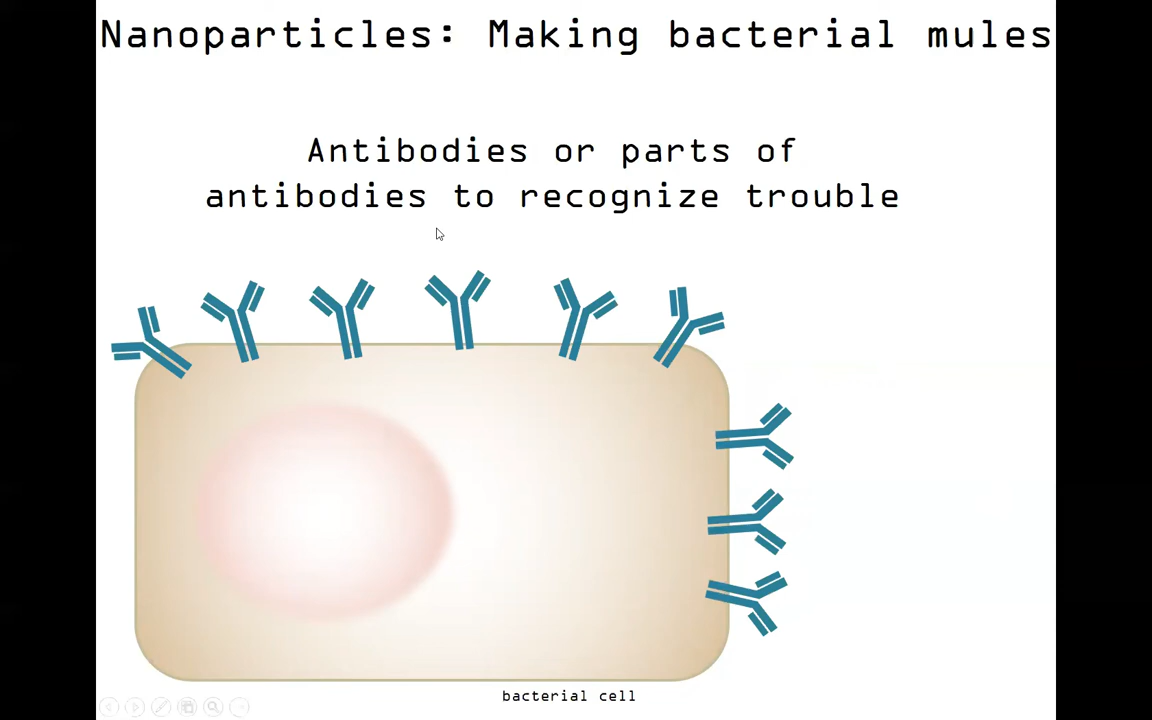 Nanoparticles: Making bacterial mules
Antibodies or parts of
antibodies to recognize trouble
bacterial cell